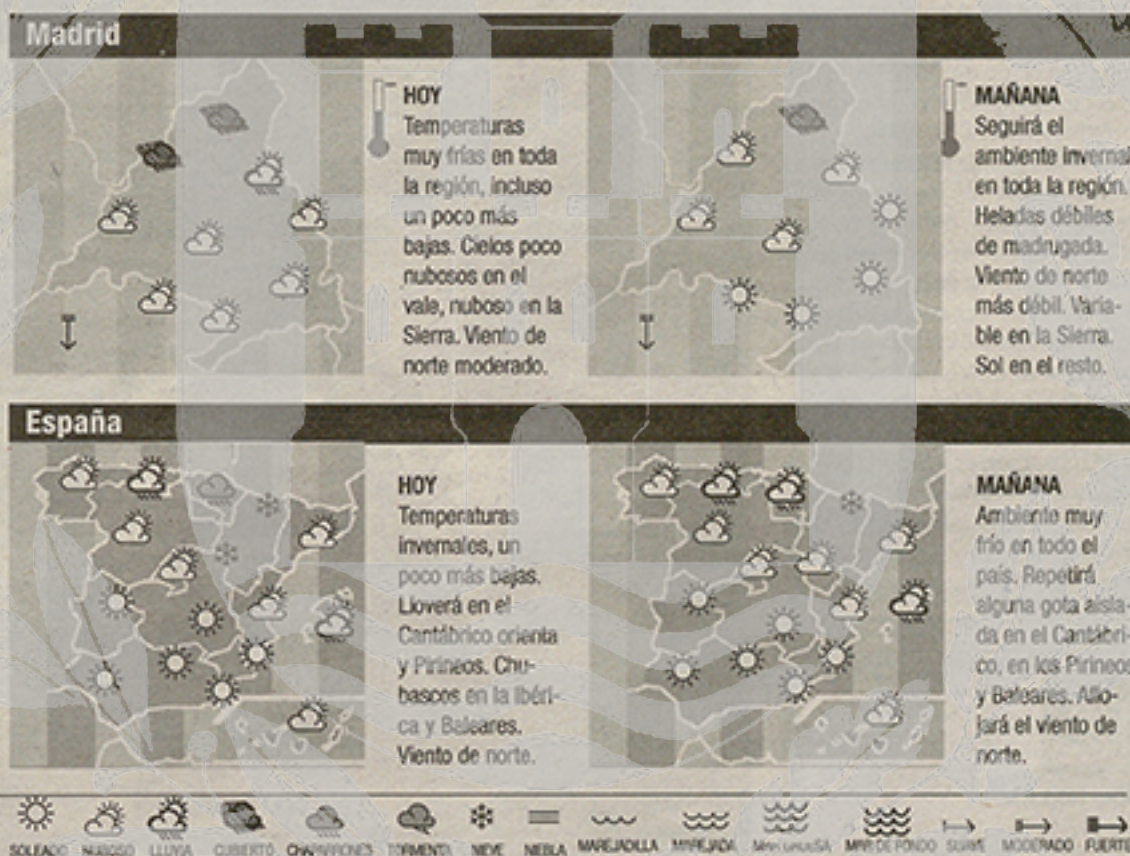 Madrid
HOY
Temperaturas
muy frías en toda
la región, incluso
un poco más
bajas. Cielos poco
nubosos en el
vale, nuboso en la
Sierra. Viento de
norte moderado.
MAÑANA
Seguirá el
ambiente invernal
en toda la región.
Heladas débiles
de madrugada.
Viento de norte
más débil. Varia-
ble en la Sierra.
Sol en el resto.
España
HOY
Temperaturas
invernales, un
poco más bajas.
Lloverá en el
Cantábrico orienta
y Pirineos. Chu-
bascos en la Ibéri-
ca y Baleares.
Viento de norte.
MAÑANA
Ambiente muy
frío en todo el
país. Repetirá
alguna gota aisla-
da en el Cantábri-
co, en los Pirineos
y Baleares. Aflo-
jará el viento de
norte.
SOLEADO NUBOSO LLUVIA CUBIERTO CHAPARRONES TORMENTA NIEVE NIEBLA MAREJADILLA MAREJADA MAR GRUESA MAR DE FONDO SUAVE MODERADO FUERTE